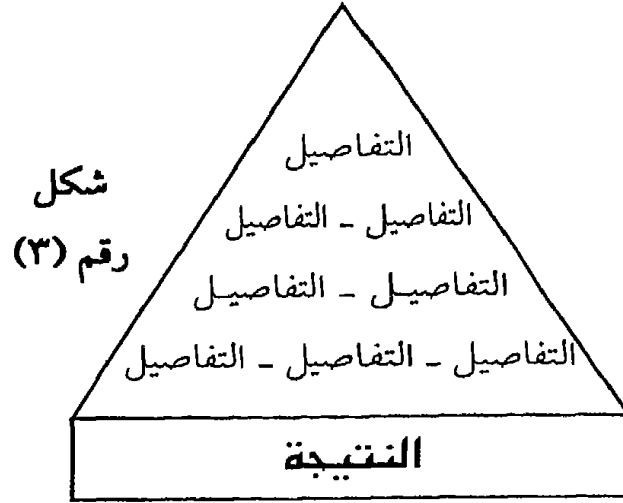 التفاصيل
شكل
التفاصيل - التفاصيل
رقم (٣)
التفاصيل - التفاصيل
التفاصيل - التفاصيل - التفاصيل
النتيجة